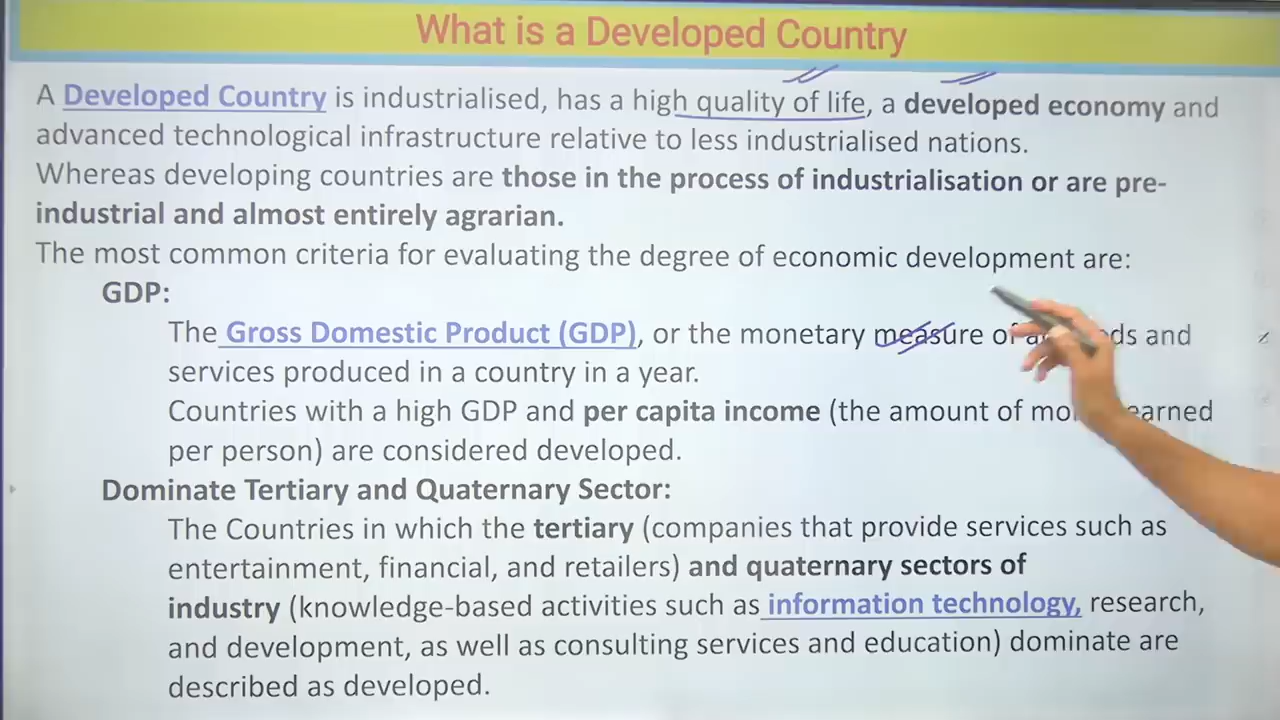 What is a Developed Country
A Developed Country is industrialised, has a high quality of life, a developed economy and
advanced technological infrastructure relative to less industrialised nations.
Whereas developing countries are those in the process of industrialisation or are pre-
industrial and almost entirely agrarian.
The most common criteria for evaluating the degree of economic development are:
GDP:
The Gross Domestic Product (GDP), or the monetary measure of and
services produced in a country in a year.
Countries with a high GDP and per capita income (the amount of earned
per person) are considered developed.
Dominate Tertiary and Quaternary Sector:
The Countries in which the tertiary (companies that provide services such as
entertainment, financial, and retailers) and quaternary sectors of
industry (knowledge-based activities such as information technology, research,
and development, as well as consulting services and education) dominate are
described as developed.